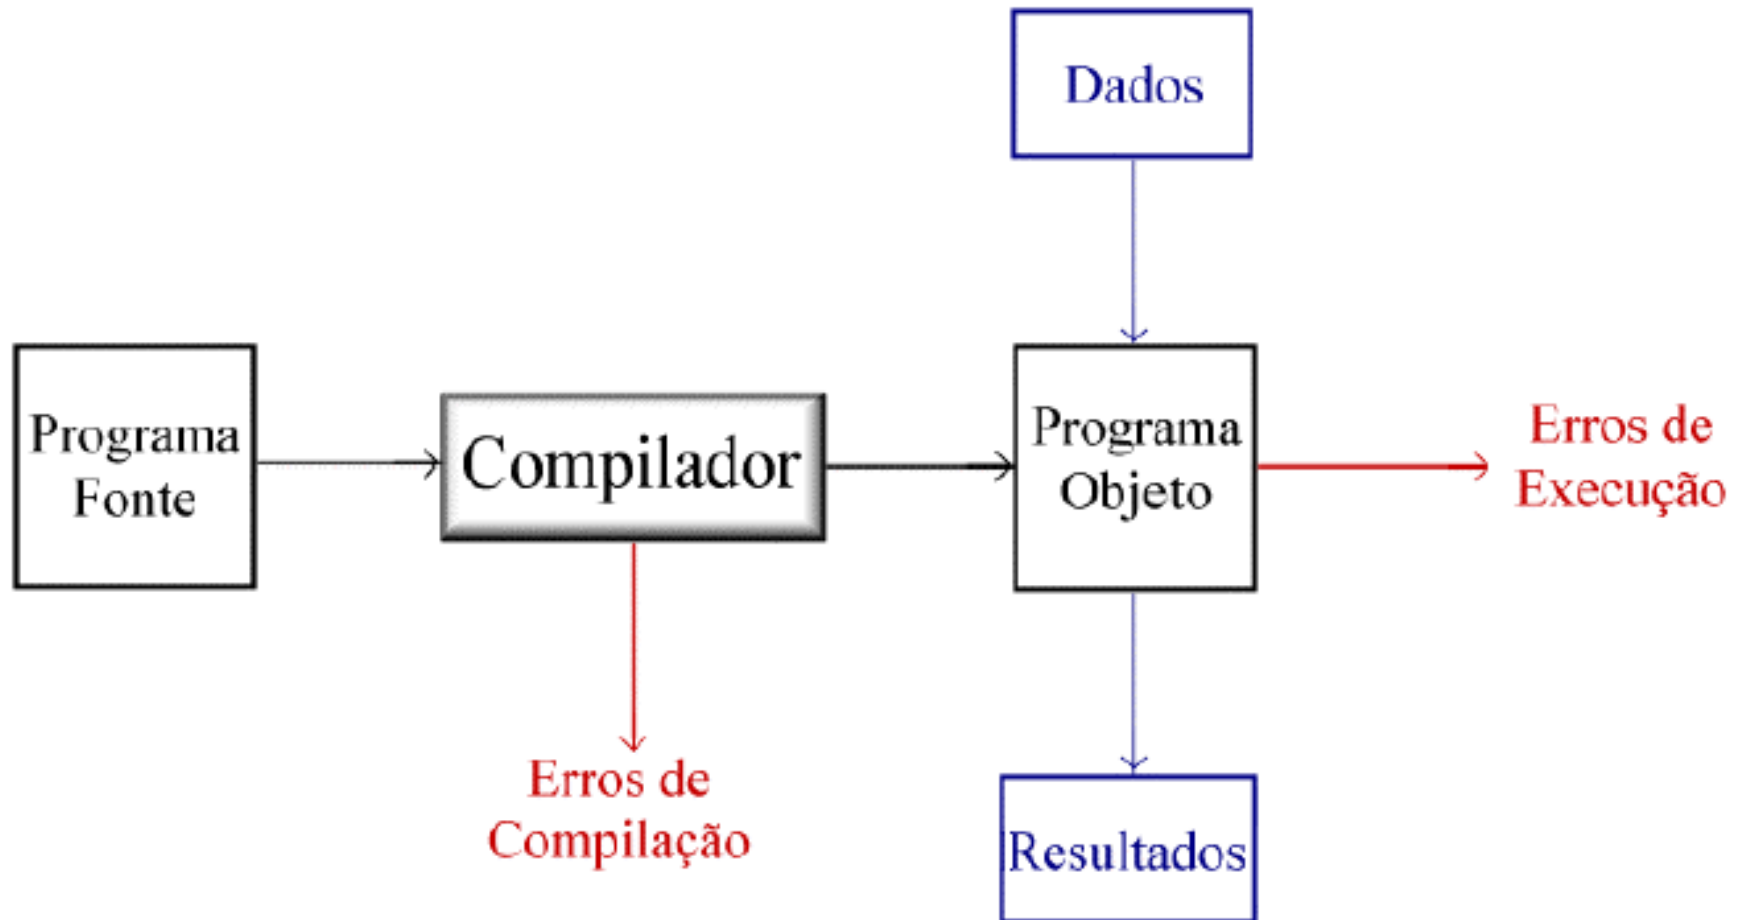 Dados
Programa
Fonte
Compilador
Programa
Objeto
Erros de
Execução
Erros de
Compilação
Resultados